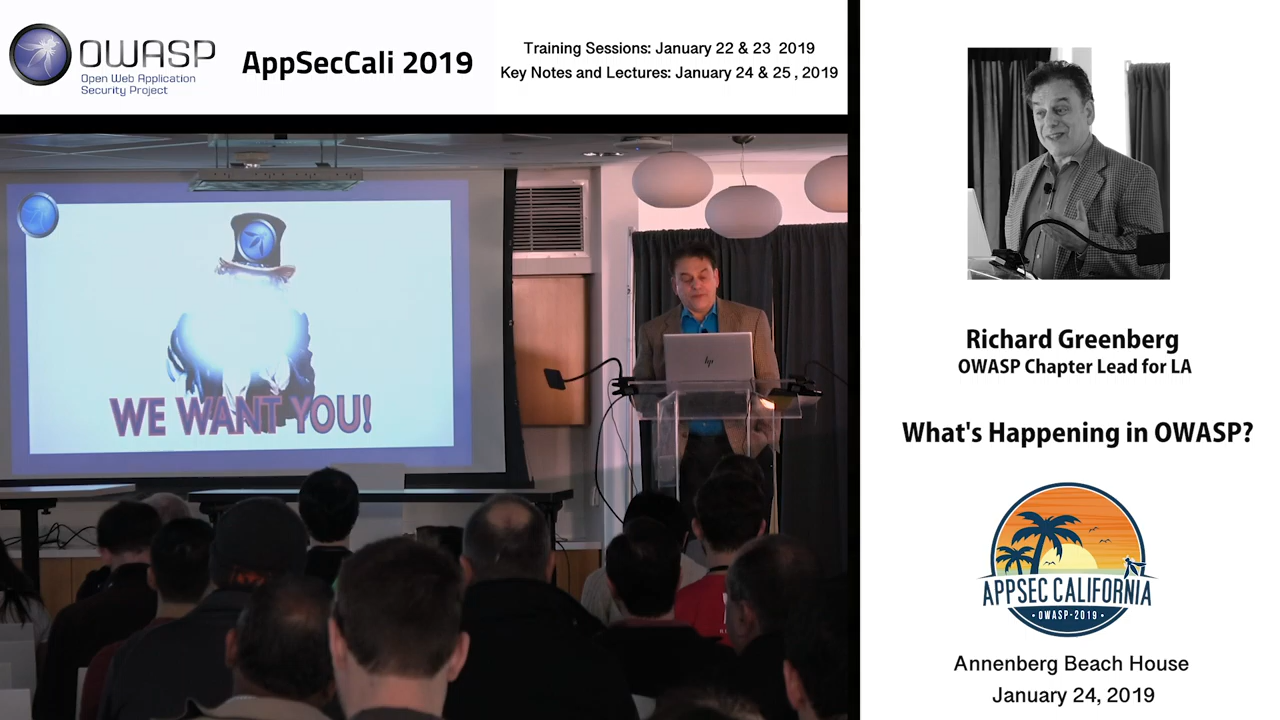 OWASP
Open Web Application
Security Project
AppSecCali 2019
Training Sessions: January 22 & 23 2019
Key Notes and Lectures: January 24 & 25 , 2019
WE WANT YOU!
hp
Richard Greenberg
OWASP Chapter Lead for LA
What's Happening in OWASP?
APPSEC CALIFORNIA
• OWASP-2019 •
Annenberg Beach House
January 24, 2019